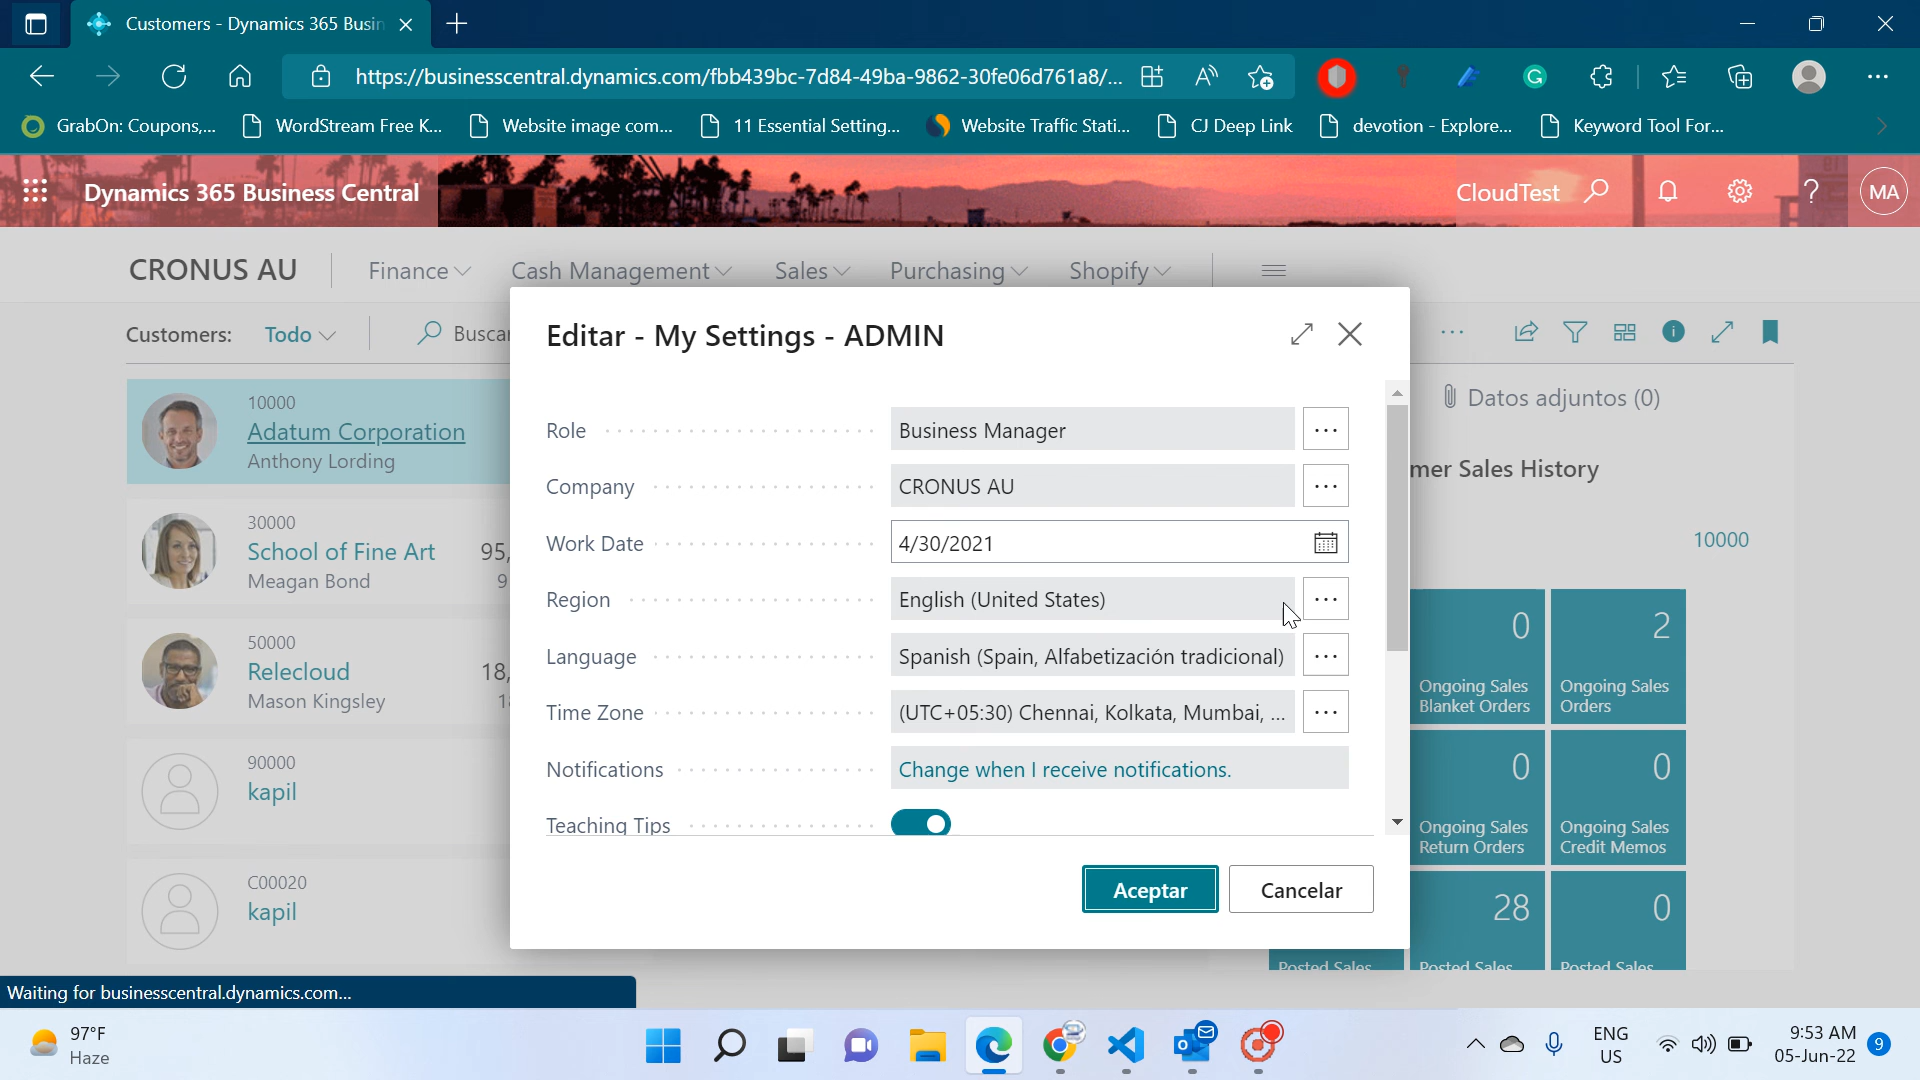 Customers - Dynamics 365 Busin
https://businesscentral.dynamics.com/fbb439bc-7d84-49ba-9862-30fe06d761a8/...
GrabOn: Coupons,... WordStream Free K... Website image com... 11 Essential Setting... Website Traffic Stati... CJ Deep Link devotion - Explore... Keyword Tool For...
Dynamics 365 Business Central CloudTest MA
CRONUS AU Finance Cash Management Sales Purchasing Shopify
Customers: Todo Buscar
Editar - My Settings - ADMIN
10000
Adatum Corporation
Anthony Lording
30000
School of Fine Art 95,
Meagan Bond 9
50000
Relecloud 18,
Mason Kingsley 18
90000
kapil
C00020
kapil
Role Business Manager ...
Company CRONUS AU ...
Work Date 4/30/2021
Region English (United States) ...
Language Spanish (Spain, Alfabetización tradicional) ...
Time Zone (UTC+05:30) Chennai, Kolkata, Mumbai, ... ...
Notifications Change when I receive notifications.
Teaching Tips
Aceptar Cancelar
Datos adjuntos (0)
mer Sales History
10000
0
Ongoing Sales
Blanket Orders
2
Ongoing Sales
Orders
0
Ongoing Sales
Return Orders
0
Ongoing Sales
Credit Memos
28
0
Posted Sales Posted Sales Posted Sales
Waiting for businesscentral.dynamics.com...
97°F
Haze
ENG
US
9:53 AM
05-Jun-22
9